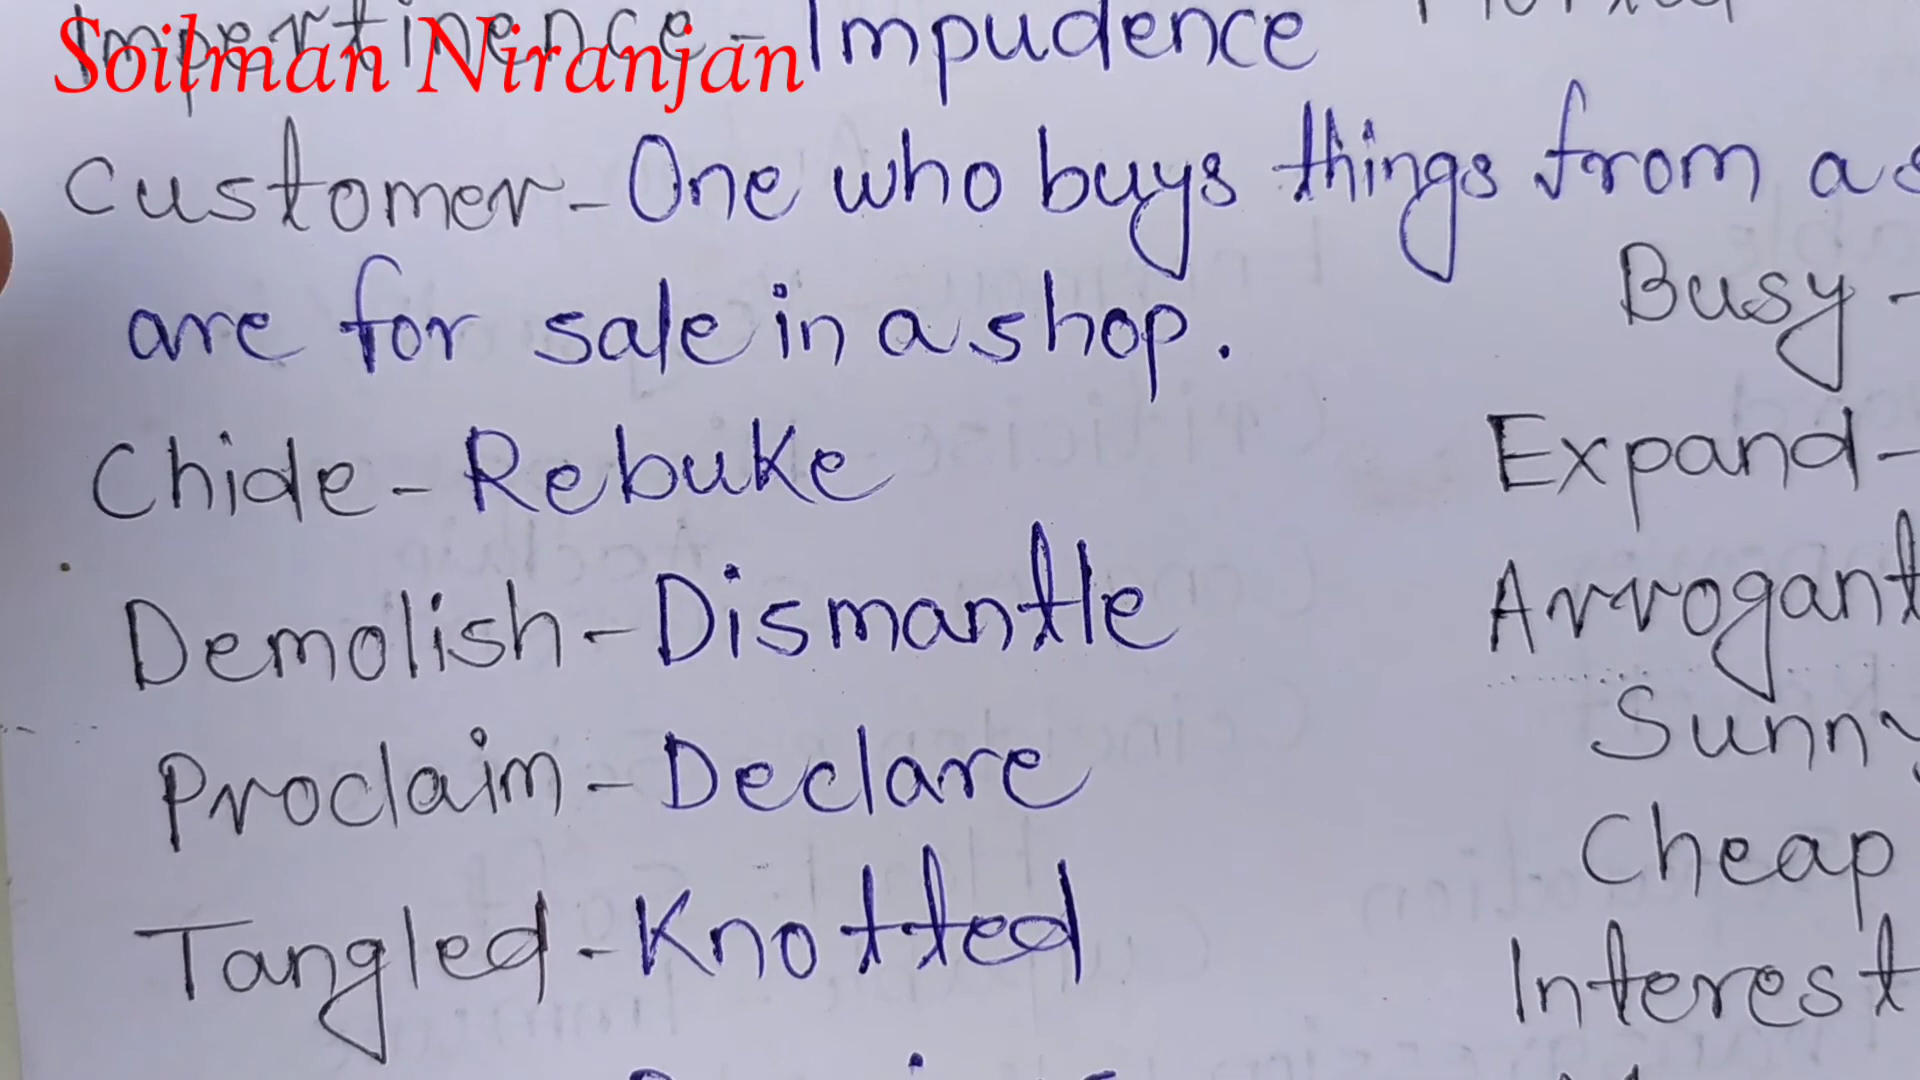 Impertinence - Impudence
Soilman Niranjan
Customer - One who buys things from a
are for sale in a shop.
Busy -
Chide - Rebuke
Expand -
Demolish - Dismantle
Arrogant
Sunny
Proclaim - Declare
Cheap
Tangled - Knotted
Interest